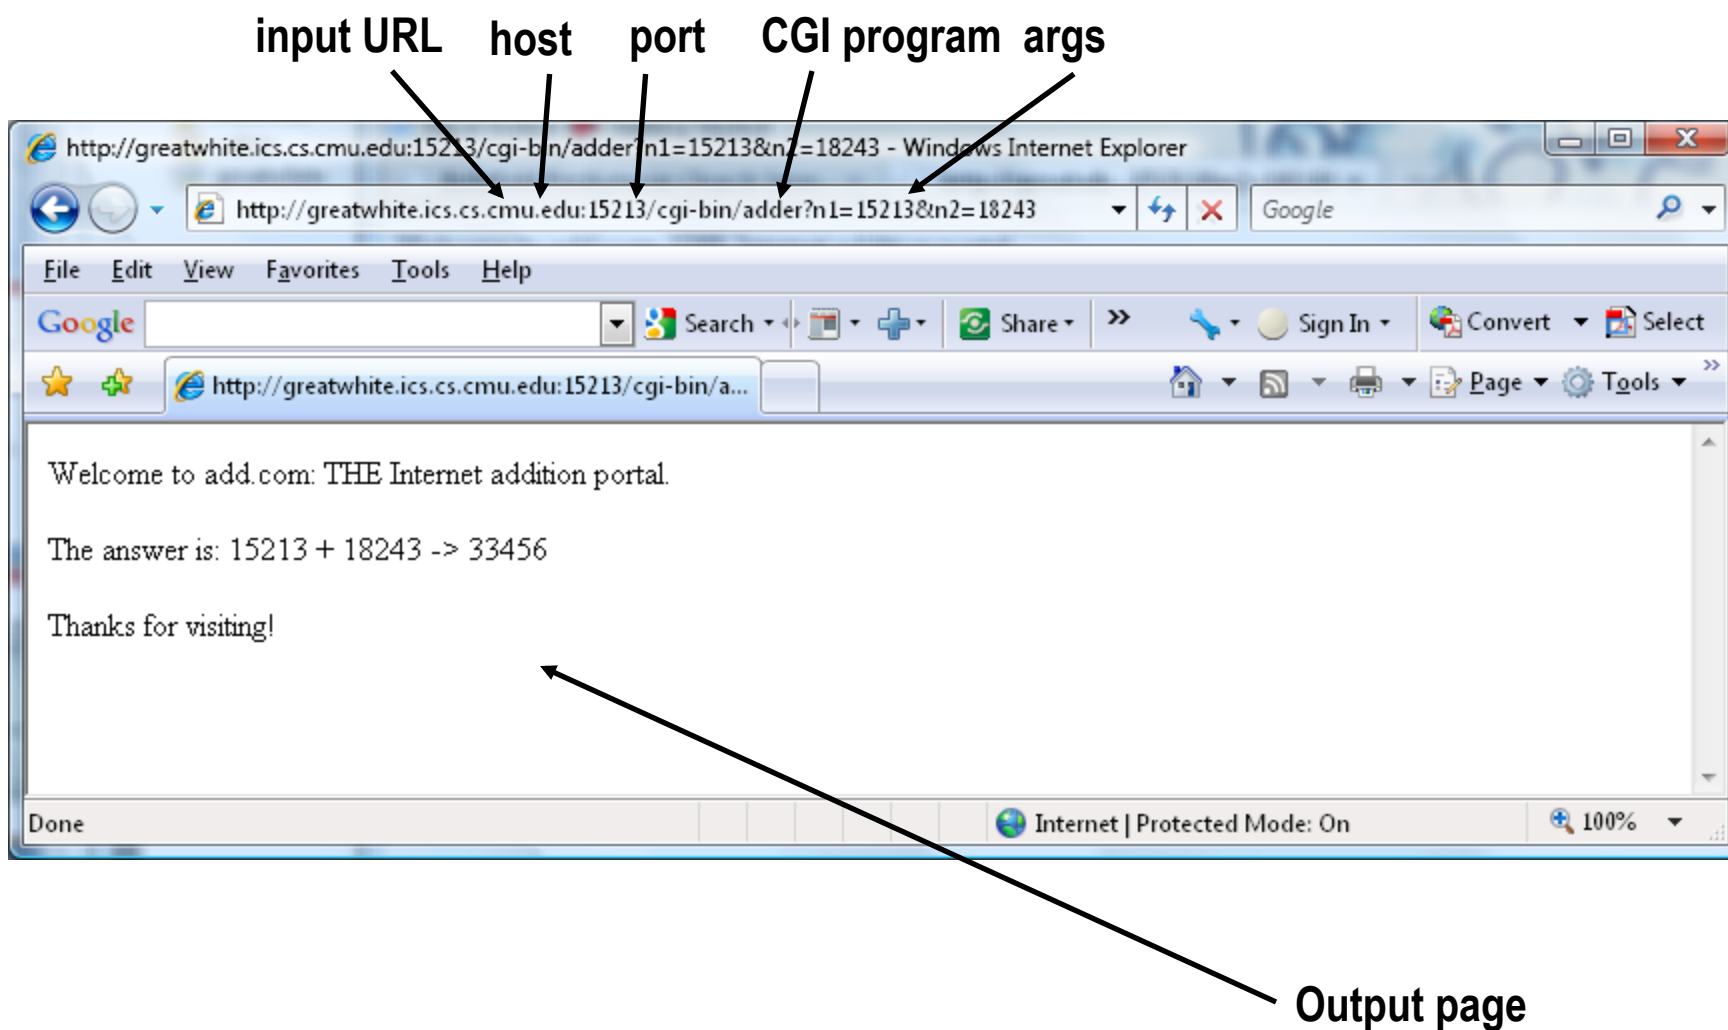 input URL host port CGI program args
http://greatwhite.ics.cs.cmu.edu:15213/cgi-bin/adder?n1=15213&n2=18243 - Windows Internet Explorer
http://greatwhite.ics.cs.cmu.edu:15213/cgi-bin/adder?n1=15213&n2=18243 Google
File Edit View Favorites Tools Help
Google Search Share >> Sign In Convert Select
http://greatwhite.ics.cs.cmu.edu:15213/cgi-bin/a... Page Tools >>
Welcome to add.com: THE Internet addition portal.
The answer is: 15213 + 18243 -> 33456
Thanks for visiting!
Done Internet | Protected Mode: On 100%
Output page